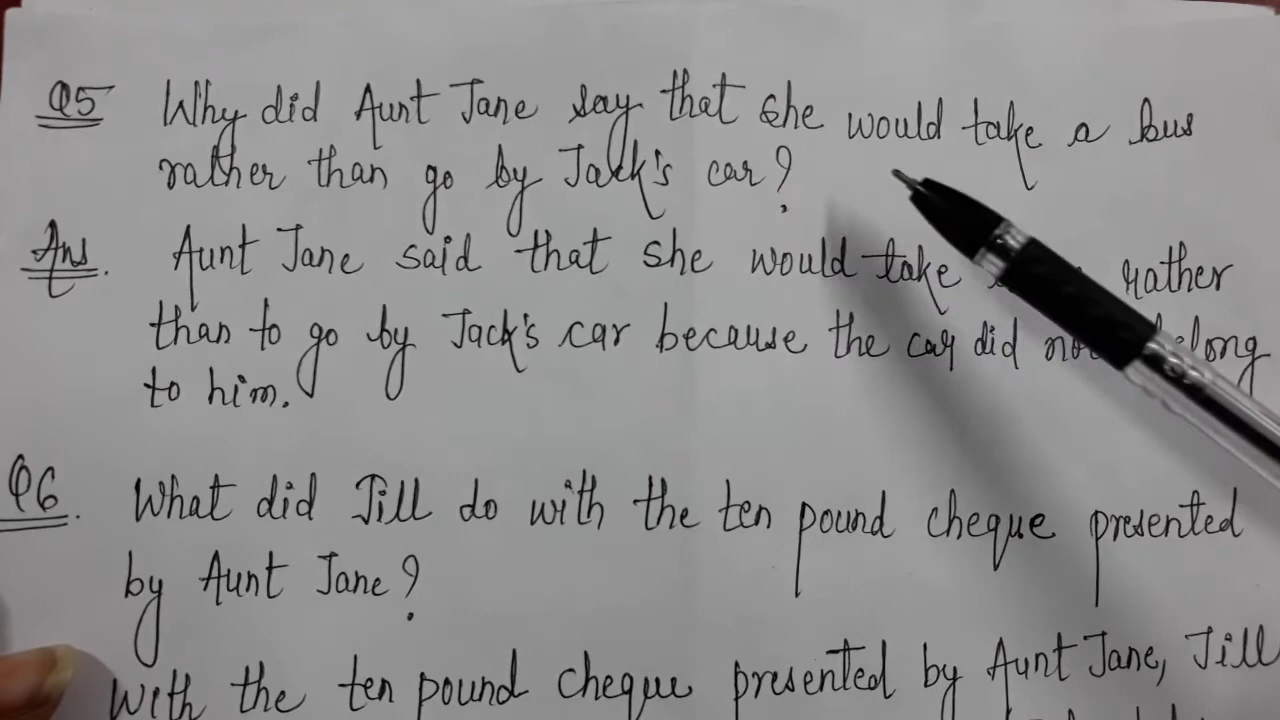 Q5 Why did Aunt Jane say that she would take a bus
rather than go by Jack's car?
Ans. Aunt Jane said that she would take rather
than to go by Jack's car because the car did not belong
to him.
Q6. What did Jill do with the ten pound cheque presented
by Aunt Jane?
With the ten pound cheque presented by Aunt Jane, Jill